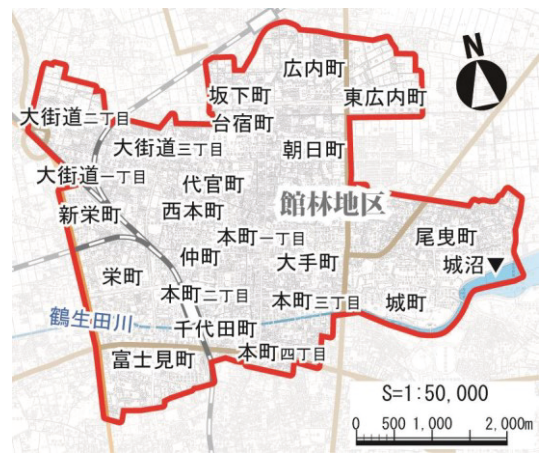 N
広内町
坂下町
東広内町
大街道二丁目
台宿町
大街道三丁目
朝日町
大街道一丁目
代官町
新栄町
西本町
館林地区
本町一丁目
尾曳町
仲町
大手町
城沼▼
栄町
本町二丁目
本町三丁目
城町
鶴生田川
千代田町
富士見町
本町四丁目
S=1:50,000
0 500 1,000 2,000m